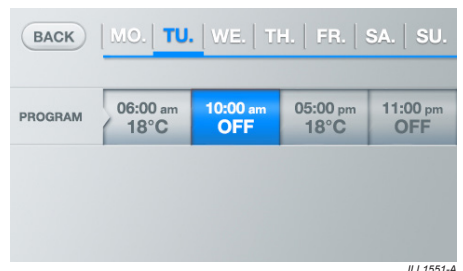 BACK MO. TU. WE. TH. FR. SA. SU.
PROGRAM 06:00 am 10:00 am 05:00 pm 11:00 pm
18°C OFF 18°C OFF
ILL1551-A